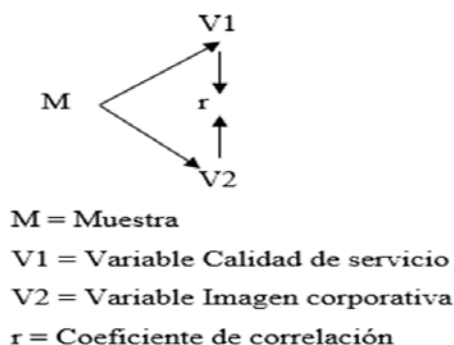 V1
M
r
V2
M = Muestra
V1 = Variable Calidad de servicio
V2 = Variable Imagen corporativa
r = Coeficiente de correlación